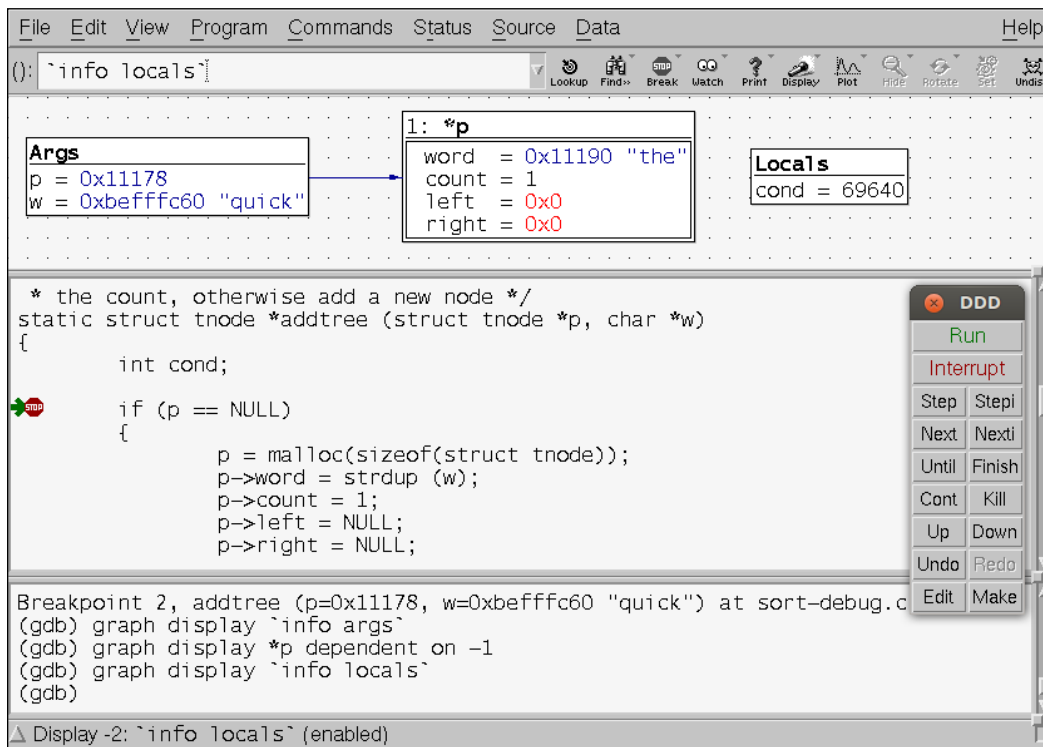 File Edit View Program Commands Status Source Data Help
(): `info locals`
Lookup Find» Break Watch Print Display Plot Hide Rotate Set Undis
Args
p = 0x11178
w = 0xbefffc60 "quick"
1: *p
word = 0x11190 "the"
count = 1
left = 0x0
right = 0x0
Locals
cond = 69640
* the count, otherwise add a new node */
static struct tnode *addtree (struct tnode *p, char *w)
{
int cond;
STOP if (p == NULL)
{
p = malloc(sizeof(struct tnode));
p->word = strdup (w);
p->count = 1;
p->left = NULL;
p->right = NULL;
DDD
Run
Interrupt
Step Stepi
Next Nexti
Until Finish
Cont Kill
Up Down
Undo Redo
Edit Make
Breakpoint 2, addtree (p=0x11178, w=0xbefffc60 "quick") at sort-debug.c
(gdb) graph display `info args`
(gdb) graph display *p dependent on -1
(gdb) graph display `info locals`
(gdb)
Display -2: `info locals` (enabled)